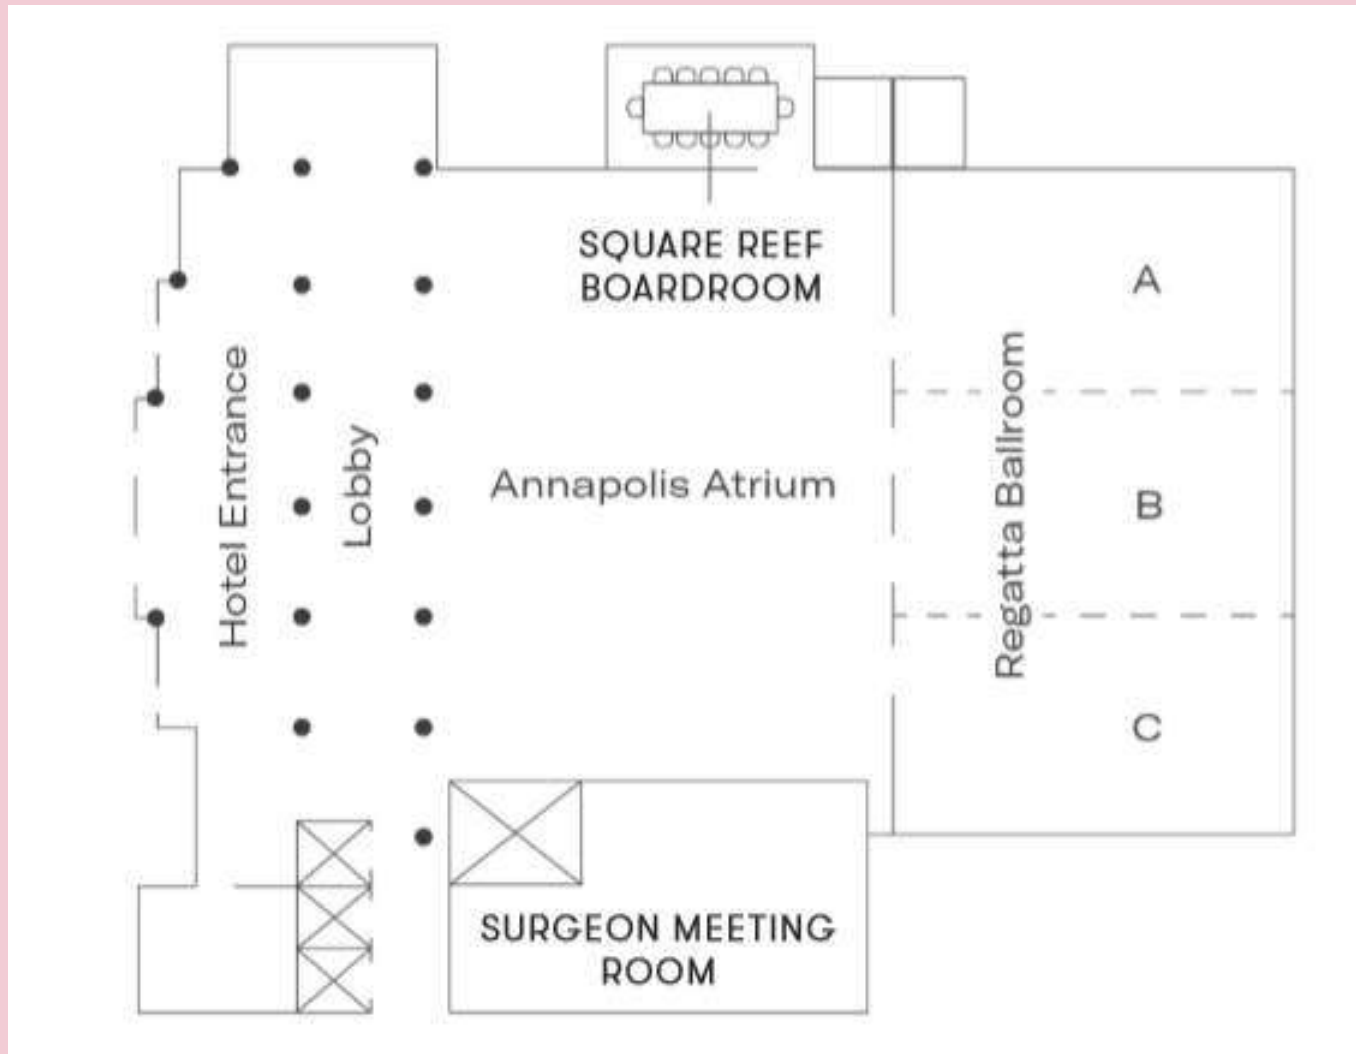 SQUARE REEF
BOARDROOM
A
Hotel Entrance
Lobby
Annapolis Atrium
Regatta Ballroom
B
C
SURGEON MEETING
ROOM